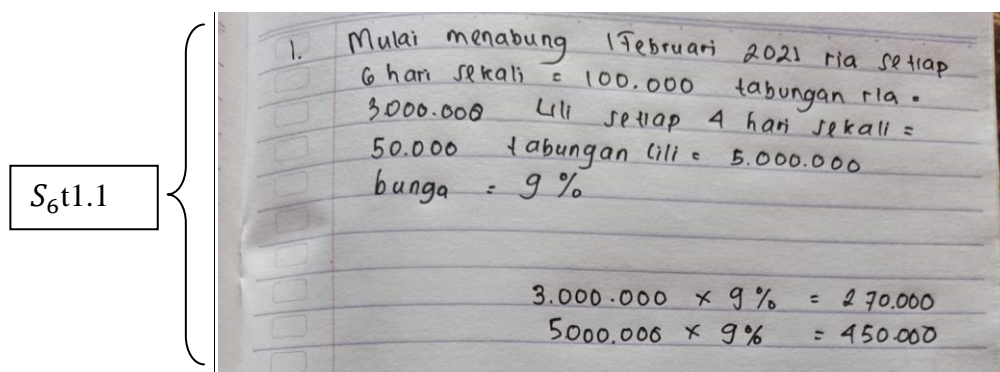 S₆t1.1
1. Mulai menabung 1 Februari 2021 ria setiap
6 hari sekali = 100.000 tabungan ria =
3000.000 Lili setiap 4 hari sekali =
50.000 tabungan lili = 5.000.000
bunga = 9 %
3.000.000 × 9 % = 270.000
5000.000 × 9% = 450.000